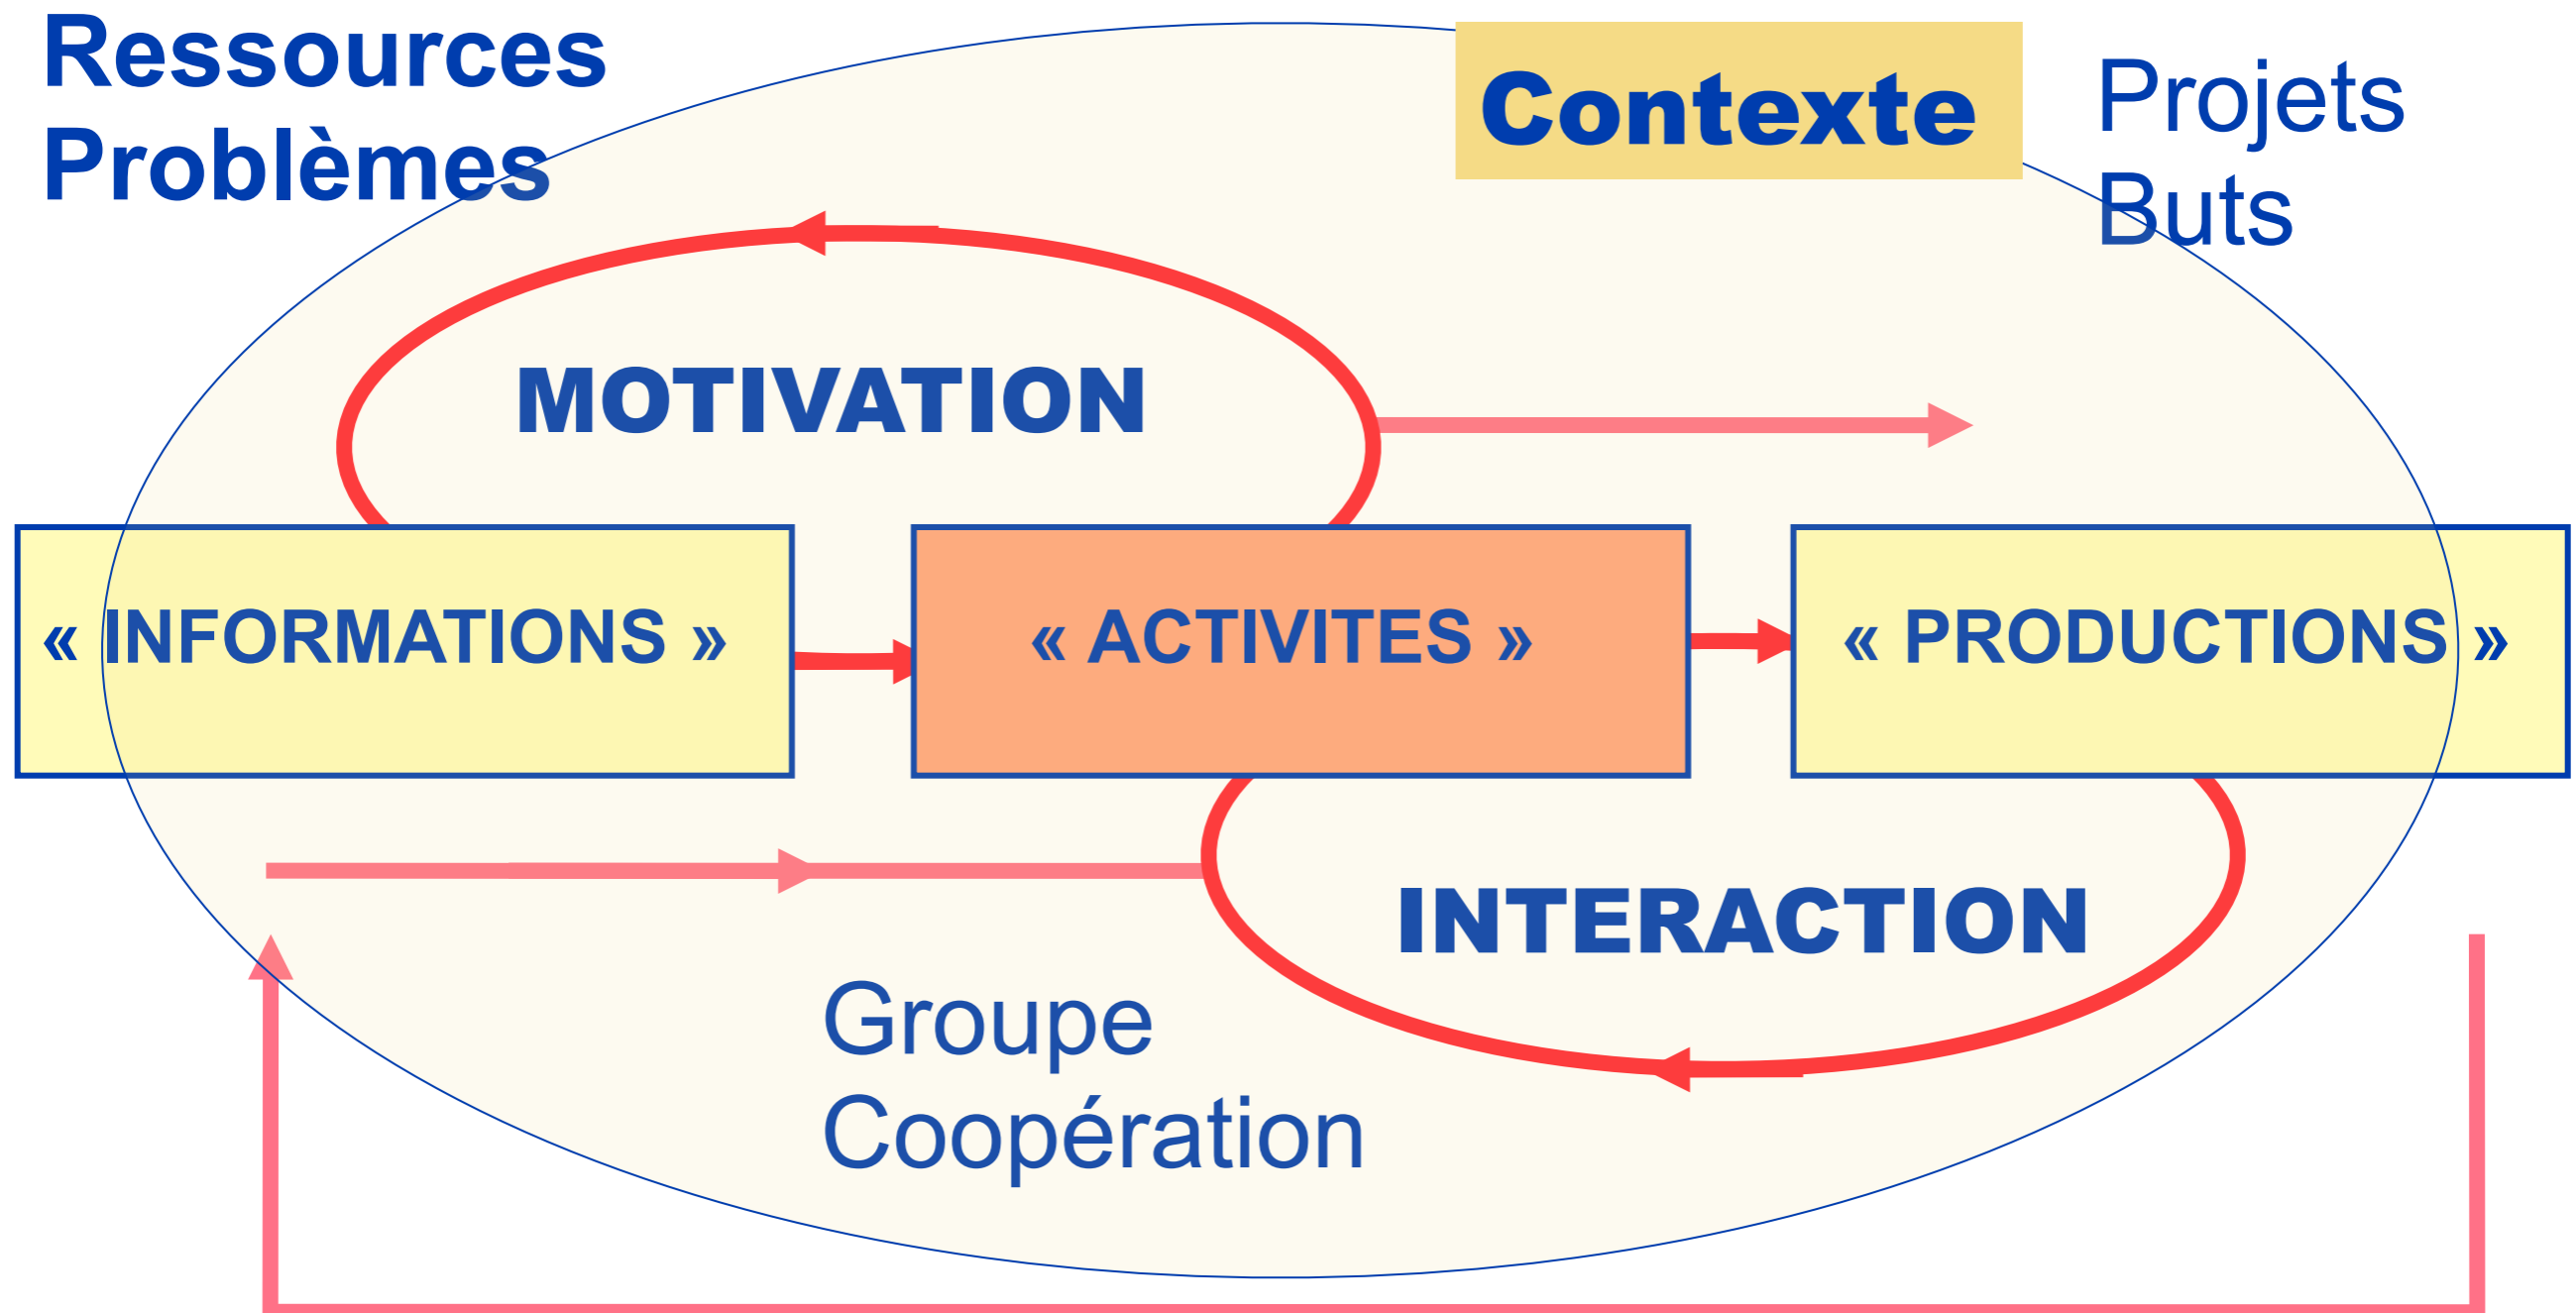 Ressources
Problèmes
Contexte
Projets
Buts
MOTIVATION
« INFORMATIONS »
« ACTIVITES »
« PRODUCTIONS »
INTERACTION
Groupe
Coopération